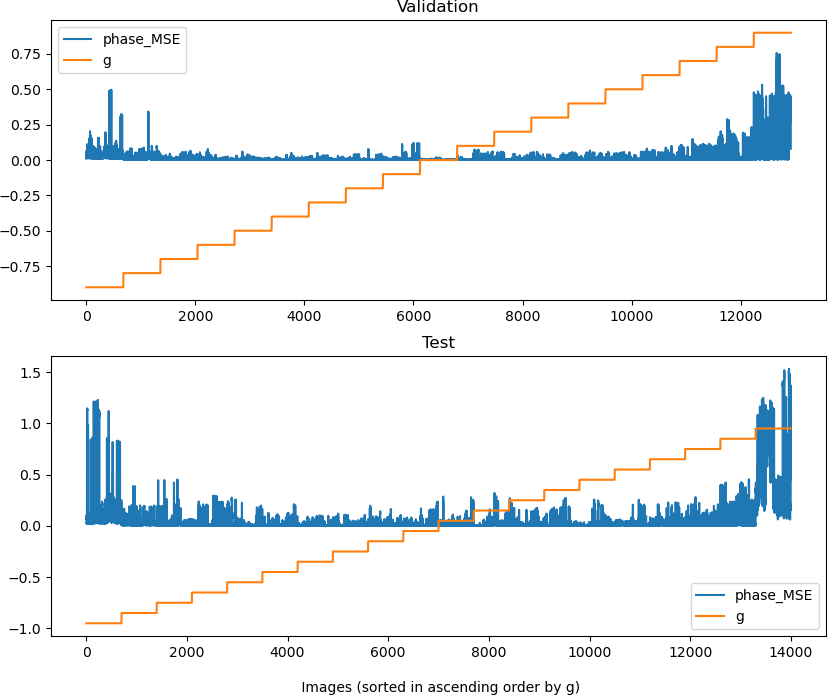 Validation
phase_MSE
g
0.75
0.50
0.25
0.00
−0.25
−0.50
−0.75
0 2000 4000 6000 8000 10000 12000
Test
1.5
1.0
0.5
0.0
−0.5
−1.0
phase_MSE
g
0 2000 4000 6000 8000 10000 12000 14000
Images (sorted in ascending order by g)